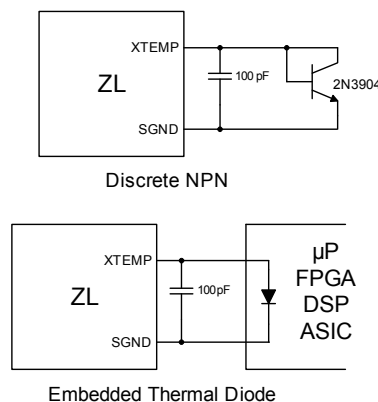 XTEMP
ZL
100 pF
2N3904
SGND
Discrete NPN
XTEMP
µP
FPGA
ZL
100pF
DSP
ASIC
SGND
Embedded Thermal Diode